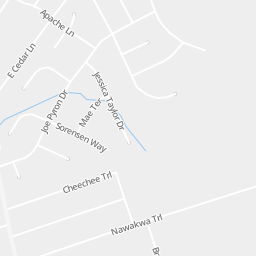 Apache Ln
E Cedar Ln
Jessica Taylor Dr
Joe Pyron Dr
Mae Ter
Sorensen Way
Cheechee Trl
Nawakwa Trl